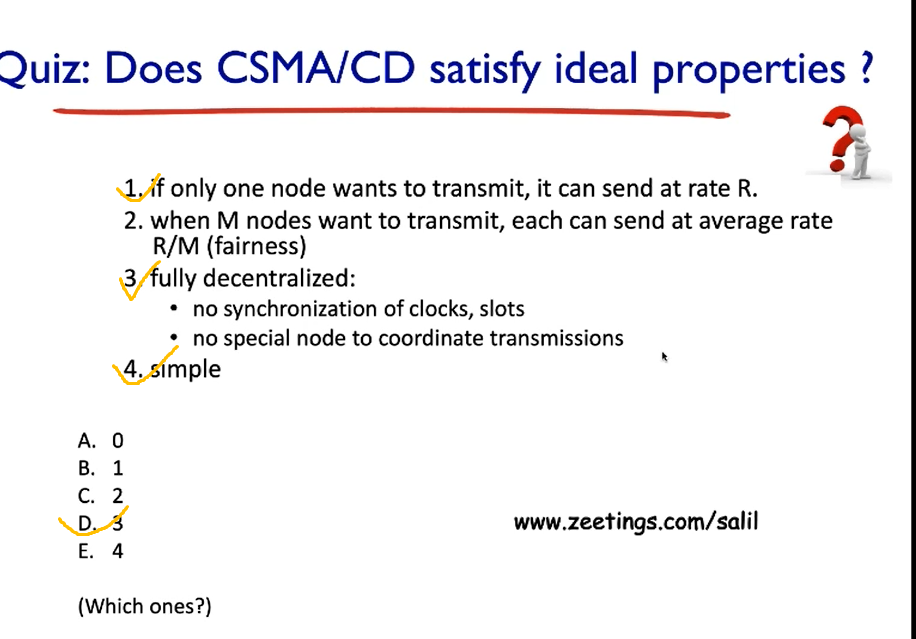 Quiz: Does CSMA/CD satisfy ideal properties ?
1. if only one node wants to transmit, it can send at rate R.
2. when M nodes want to transmit, each can send at average rate
R/M (fairness)
3. fully decentralized:
• no synchronization of clocks, slots
• no special node to coordinate transmissions
4. simple
A. 0
B. 1
C. 2
D. 3
E. 4
www.zeetings.com/salil
(Which ones?)